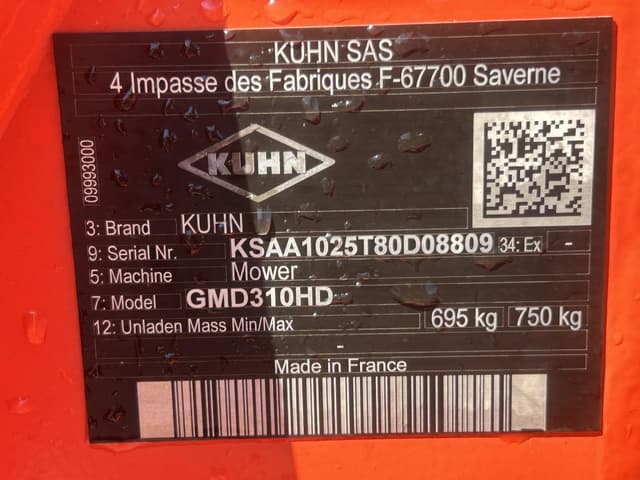 KUHN SAS
4 Impasse des Fabriques F-67700 Saverne
09993000
KUHN
3: Brand KUHN
9: Serial Nr. KSAA1025T80D08809 34: Ex -
5: Machine Mower
7: Model GMD310HD
12: Unladen Mass Min/Max 695 kg 750 kg
-
Made in France